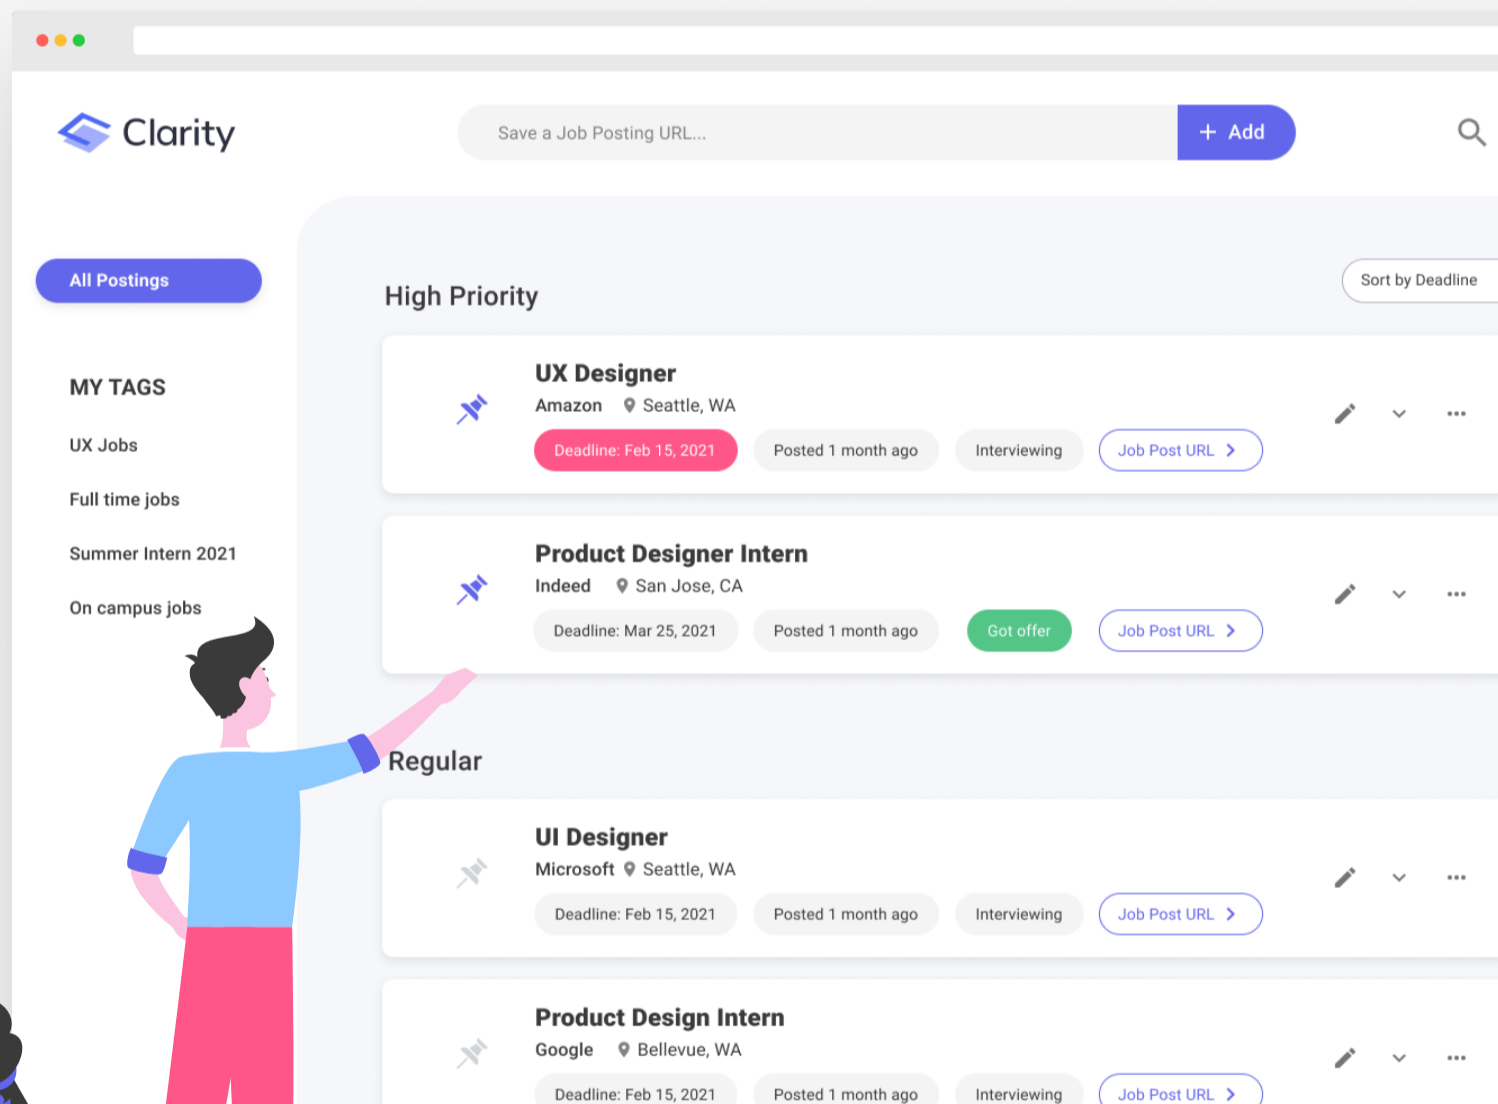 Clarity
Save a Job Posting URL...
+ Add
All Postings
MY TAGS
UX Jobs
Full time jobs
Summer Intern 2021
On campus jobs
High Priority
Sort by Deadline
UX Designer
Amazon Seattle, WA
Deadline: Feb 15, 2021 Posted 1 month ago Interviewing Job Post URL
Product Designer Intern
Indeed San Jose, CA
Deadline: Mar 25, 2021 Posted 1 month ago Got offer Job Post URL
Regular
UI Designer
Microsoft Seattle, WA
Deadline: Feb 15, 2021 Posted 1 month ago Interviewing Job Post URL
Product Design Intern
Google Bellevue, WA
Deadline: Feb 15, 2021 Posted 1 month ago Interviewing Job Post URL